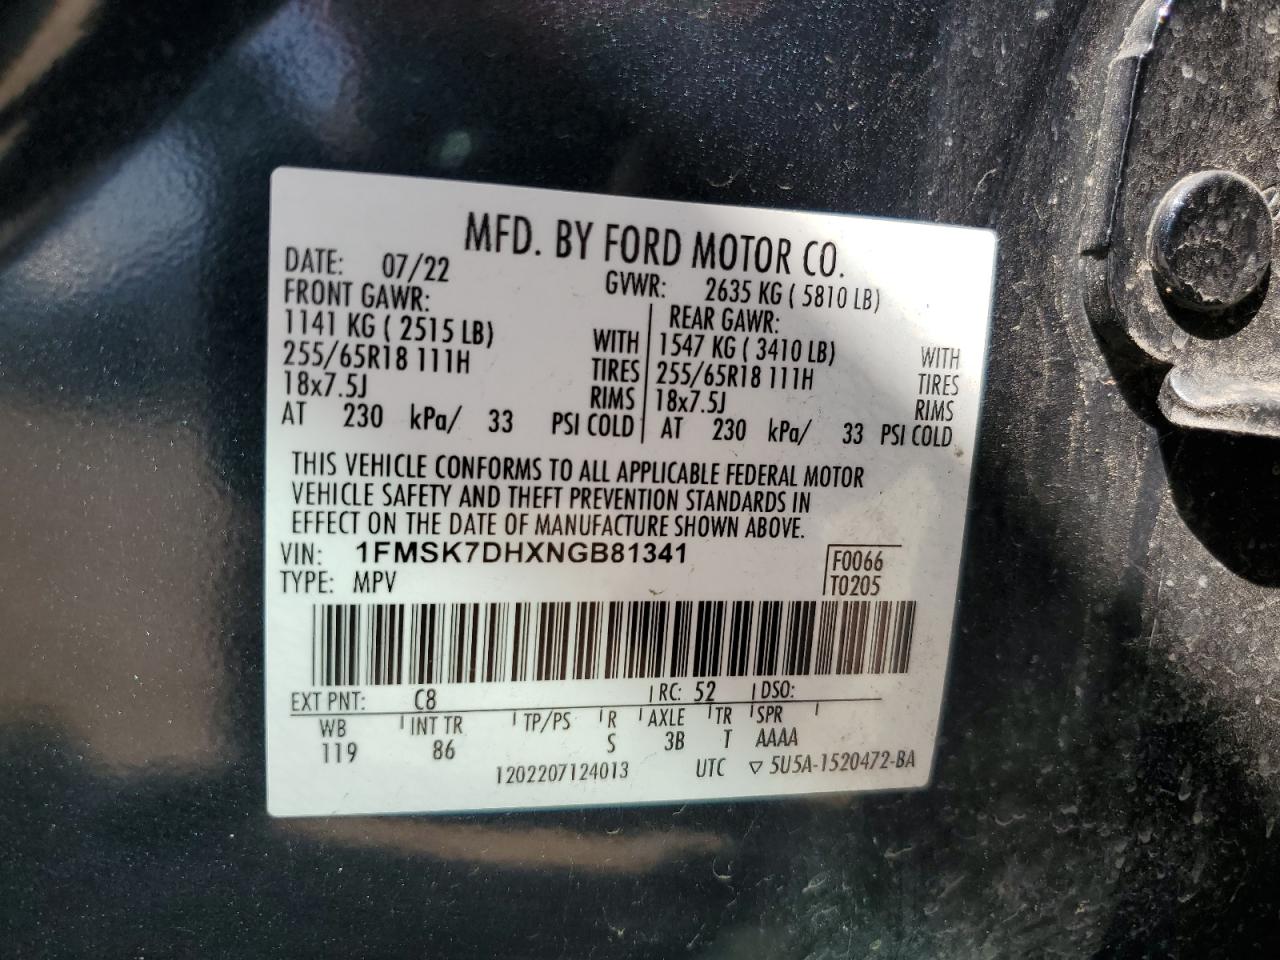 MFD. BY FORD MOTOR CO.
DATE: 07/22 GVWR: 2635 KG ( 5810 LB)
FRONT GAWR: REAR GAWR:
1141 KG ( 2515 LB) WITH 1547 KG ( 3410 LB) WITH
255/65R18 111H TIRES 255/65R18 111H TIRES
18x7.5J RIMS 18x7.5J RIMS
AT 230 kPa/ 33 PSI COLD AT 230 kPa/ 33 PSI COLD
THIS VEHICLE CONFORMS TO ALL APPLICABLE FEDERAL MOTOR
VEHICLE SAFETY AND THEFT PREVENTION STANDARDS IN
EFFECT ON THE DATE OF MANUFACTURE SHOWN ABOVE.
VIN: 1FMSK7DHXNGB81341 F0066
TYPE: MPV T0205
EXT PNT: C8 RC: 52 DSO:
WB INT TR TP/PS R AXLE TR SPR
119 86 S 3B T AAAA
1202207124013 UTC ▽ 5U5A-1520472-BA